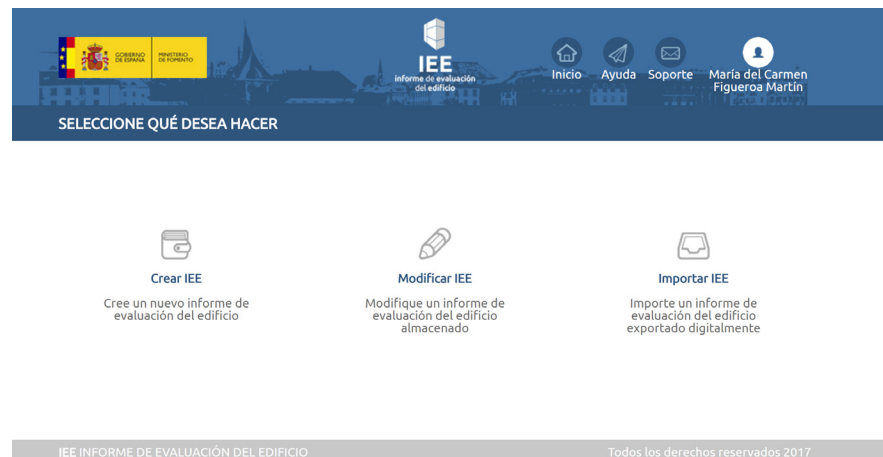 GOBIERNO
DE ESPAÑA
MINISTERIO
DE FOMENTO
IEE
informe de evaluación
del edificio
Inicio
Ayuda
Soporte
María del Carmen
Figueroa Martín
SELECCIONE QUÉ DESEA HACER
Crear IEE
Cree un nuevo informe de
evaluación del edificio
Modificar IEE
Modifique un informe de
evaluación del edificio
almacenado
Importar IEE
Importe un informe de
evaluación del edificio
exportado digitalmente
IEE INFORME DE EVALUACIÓN DEL EDIFICIO
Todos los derechos reservados 2017